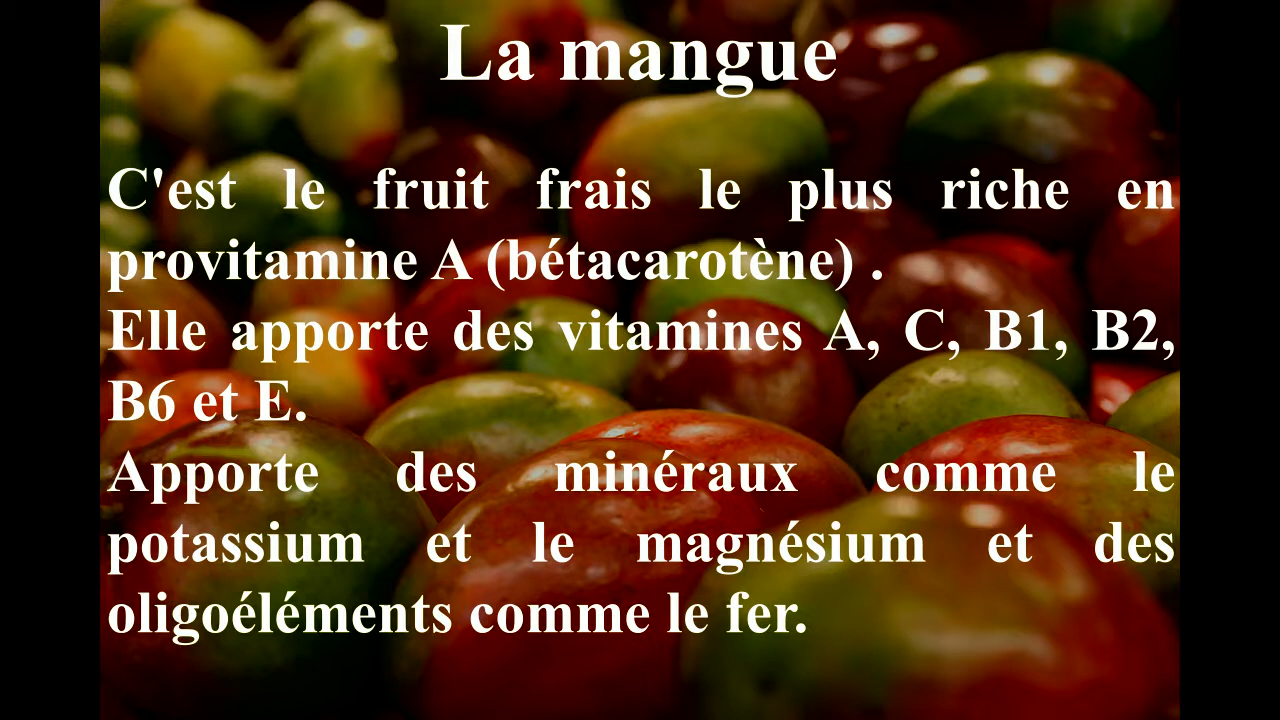 La mangue
C'est le fruit frais le plus riche en
provitamine A (bétacarotène) .
Elle apporte des vitamines A, C, B1, B2,
B6 et E.
Apporte des minéraux comme le
potassium et le magnésium et des
oligoéléments comme le fer.